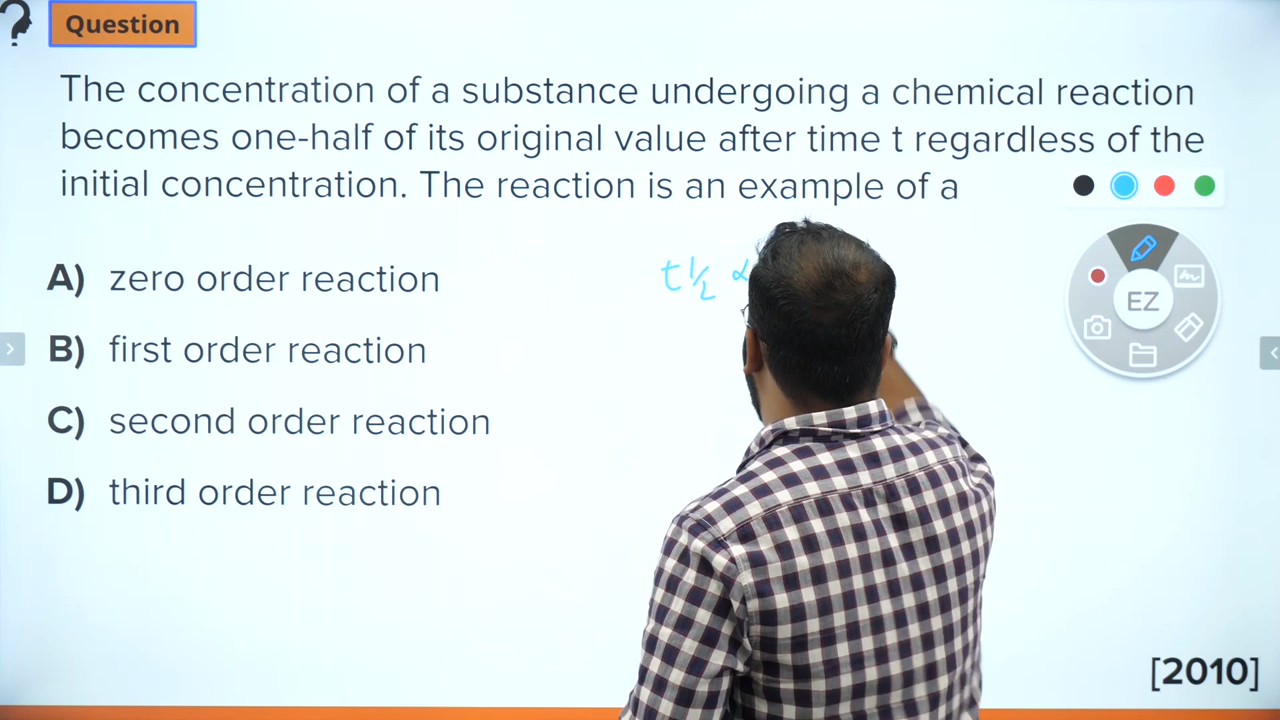 Question
The concentration of a substance undergoing a chemical reaction
becomes one-half of its original value after time t regardless of the
initial concentration. The reaction is an example of a
A) zero order reaction
B) first order reaction
C) second order reaction
D) third order reaction
t½ α
EZ
[2010]